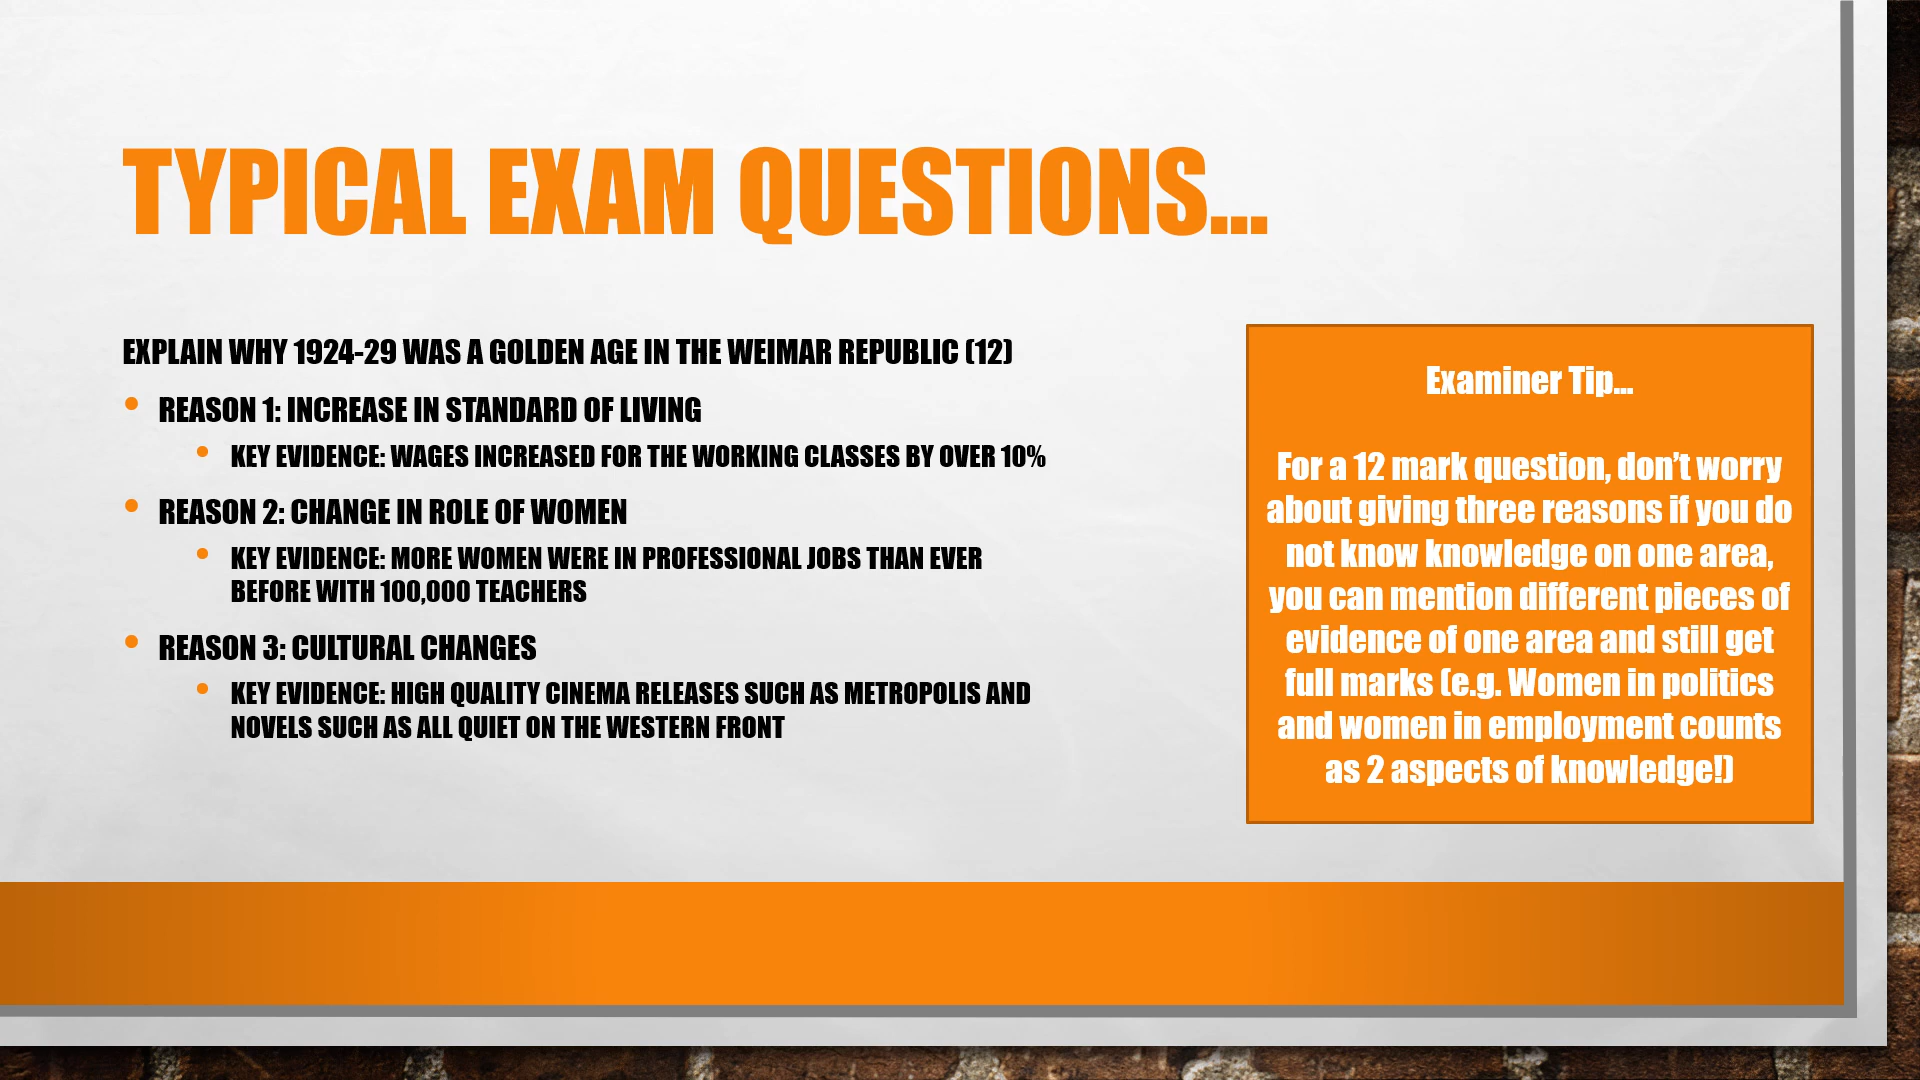 TYPICAL EXAM QUESTIONS...
EXPLAIN WHY 1924-29 WAS A GOLDEN AGE IN THE WEIMAR REPUBLIC (12)
• REASON 1: INCREASE IN STANDARD OF LIVING
• KEY EVIDENCE: WAGES INCREASED FOR THE WORKING CLASSES BY OVER 10%
• REASON 2: CHANGE IN ROLE OF WOMEN
• KEY EVIDENCE: MORE WOMEN WERE IN PROFESSIONAL JOBS THAN EVER
BEFORE WITH 100,000 TEACHERS
• REASON 3: CULTURAL CHANGES
• KEY EVIDENCE: HIGH QUALITY CINEMA RELEASES SUCH AS METROPOLIS AND
NOVELS SUCH AS ALL QUIET ON THE WESTERN FRONT
Examiner Tip...
For a 12 mark question, don’t worry
about giving three reasons if you do
not know knowledge on one area,
you can mention different pieces of
evidence of one area and still get
full marks (e.g. Women in politics
and women in employment counts
as 2 aspects of knowledge!)